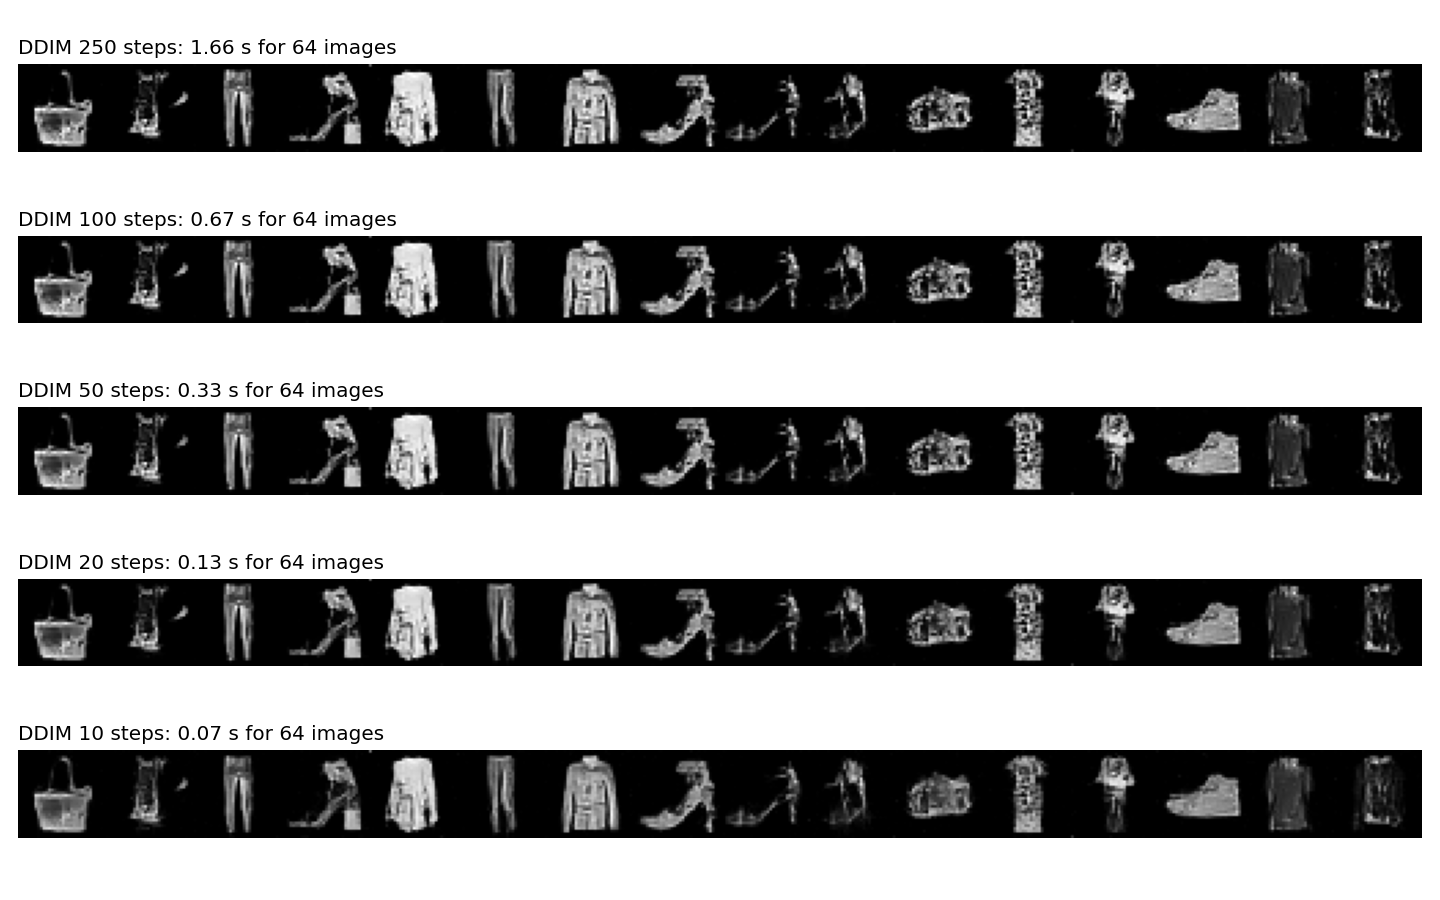 DDIM 250 steps: 1.66 s for 64 images
DDIM 100 steps: 0.67 s for 64 images
DDIM 50 steps: 0.33 s for 64 images
DDIM 20 steps: 0.13 s for 64 images
DDIM 10 steps: 0.07 s for 64 images